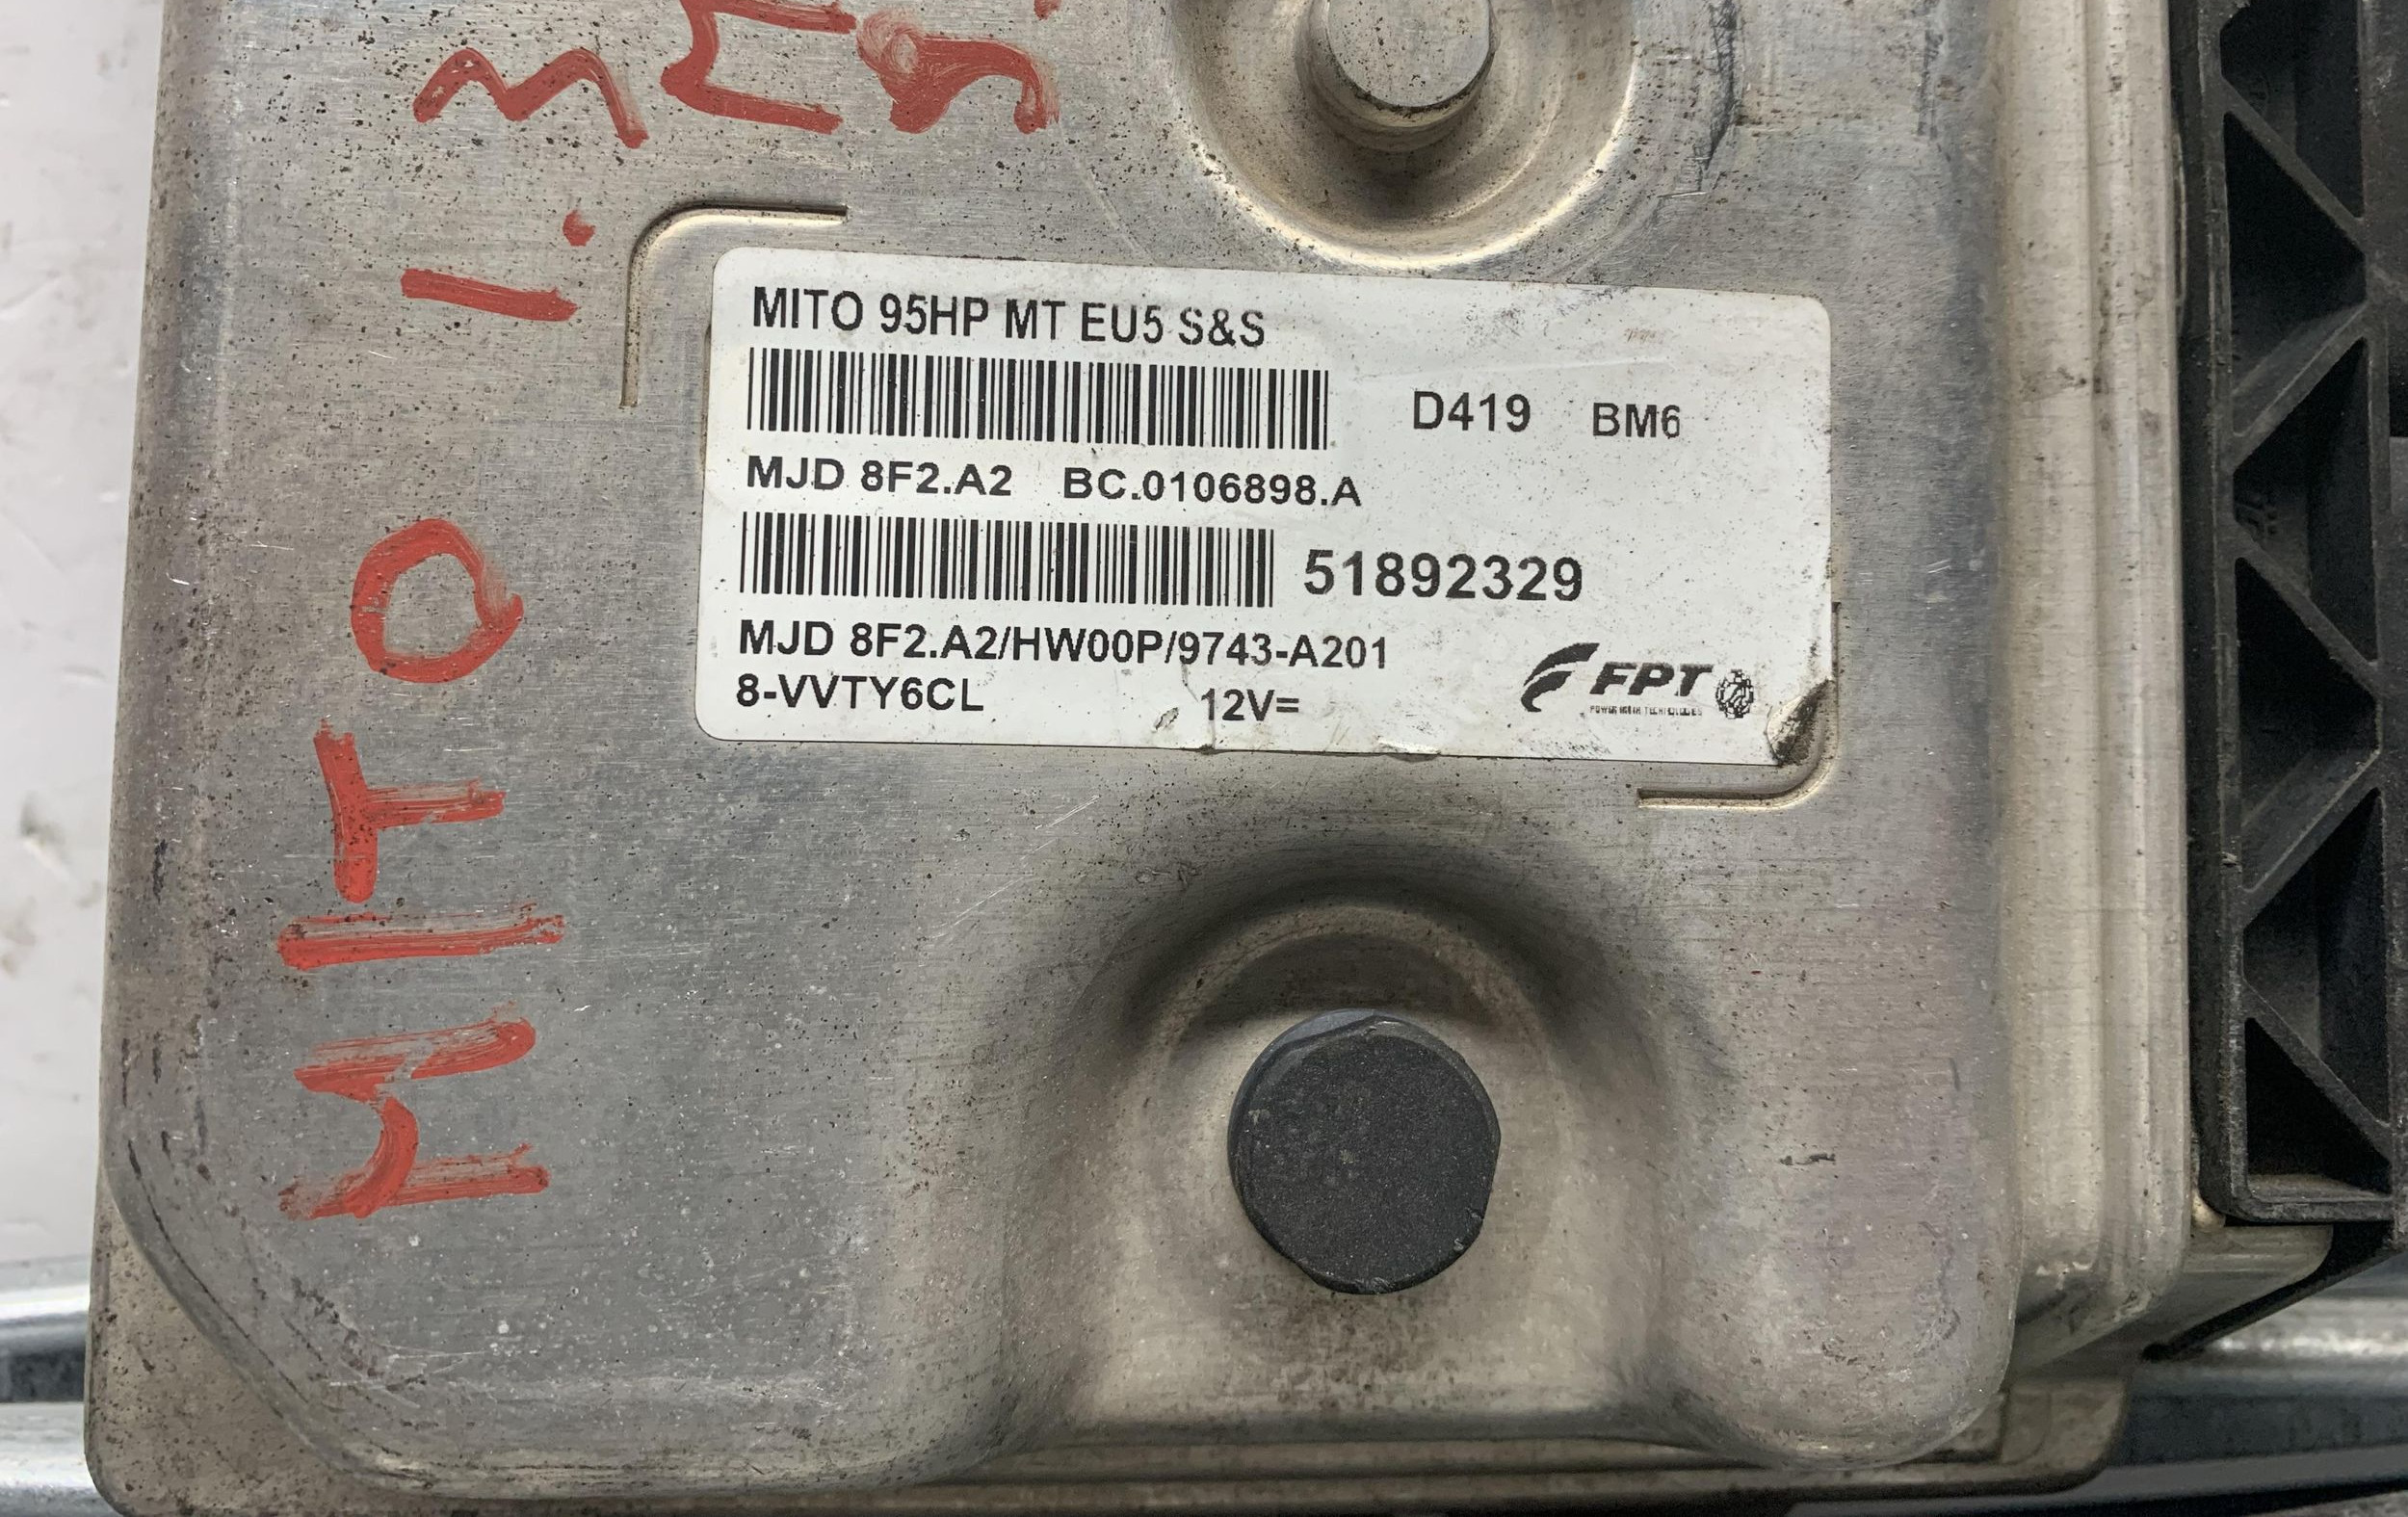 MITO 95HP MT EU5 S&S
D419 BM6
MJD 8F2.A2 BC.0106898.A
51892329
MJD 8F2.A2/HW00P/9743-A201
8-VVTY6CL 12V=
FPT
MITO 1.3